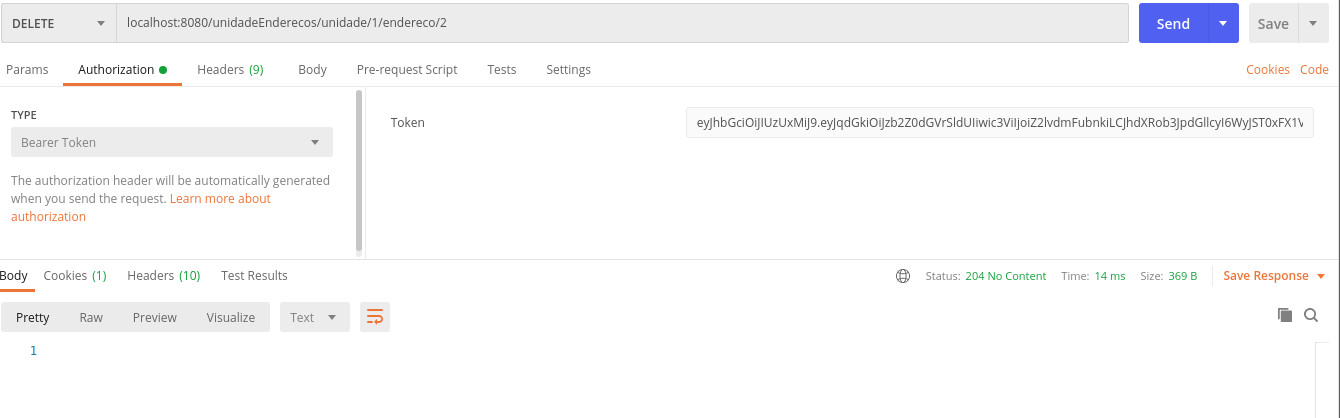 DELETE localhost:8080/unidadeEnderecos/unidade/1/endereco/2 Send Save
Params Authorization Headers (9) Body Pre-request Script Tests Settings Cookies Code
TYPE
Bearer Token
The authorization header will be automatically generated
when you send the request. Learn more about
authorization
Token
Body Cookies (1) Headers (10) Test Results Status: 204 No Content Time: 14 ms Size: 369 B Save Response
Pretty Raw Preview Visualize Text
1